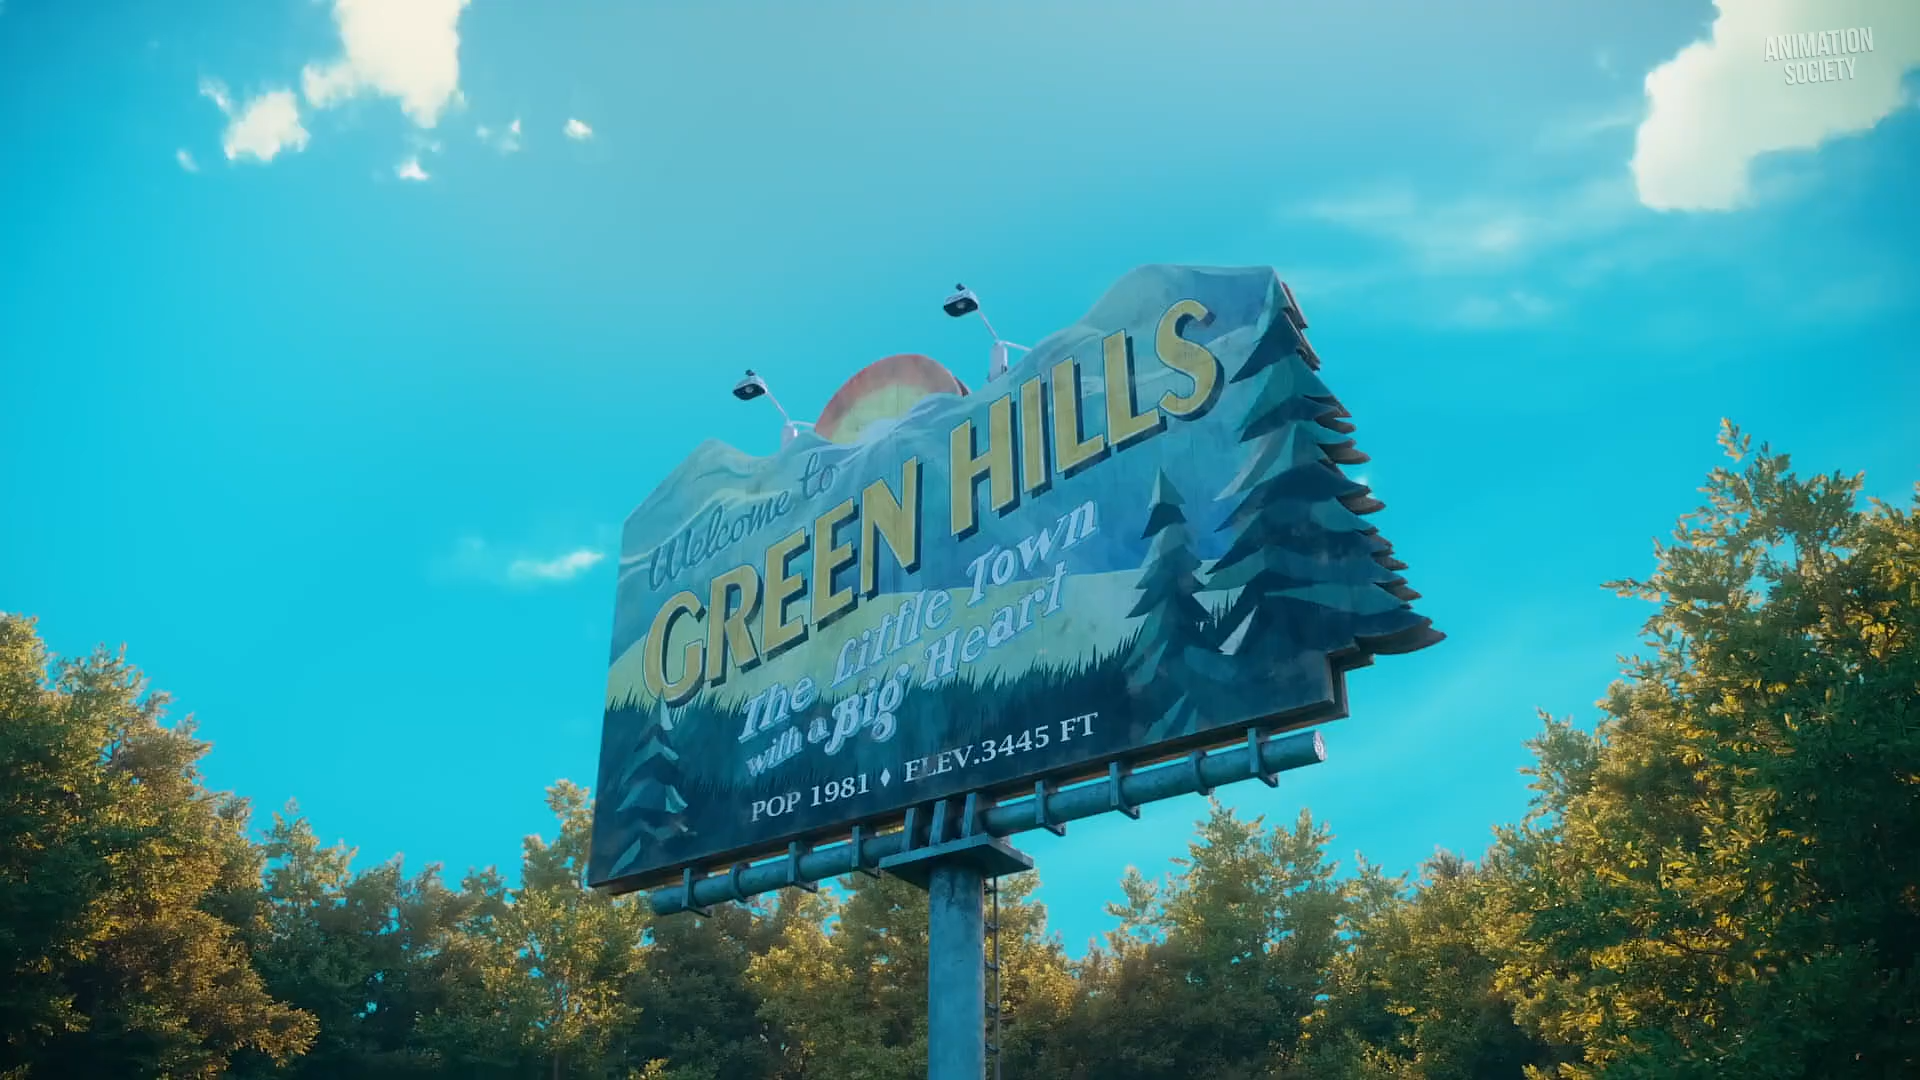 ANIMATION
SOCIETY
Welcome to
GREEN HILLS
The Little Town
with a Big Heart
POP 1981 ♦ ELEV.3445 FT